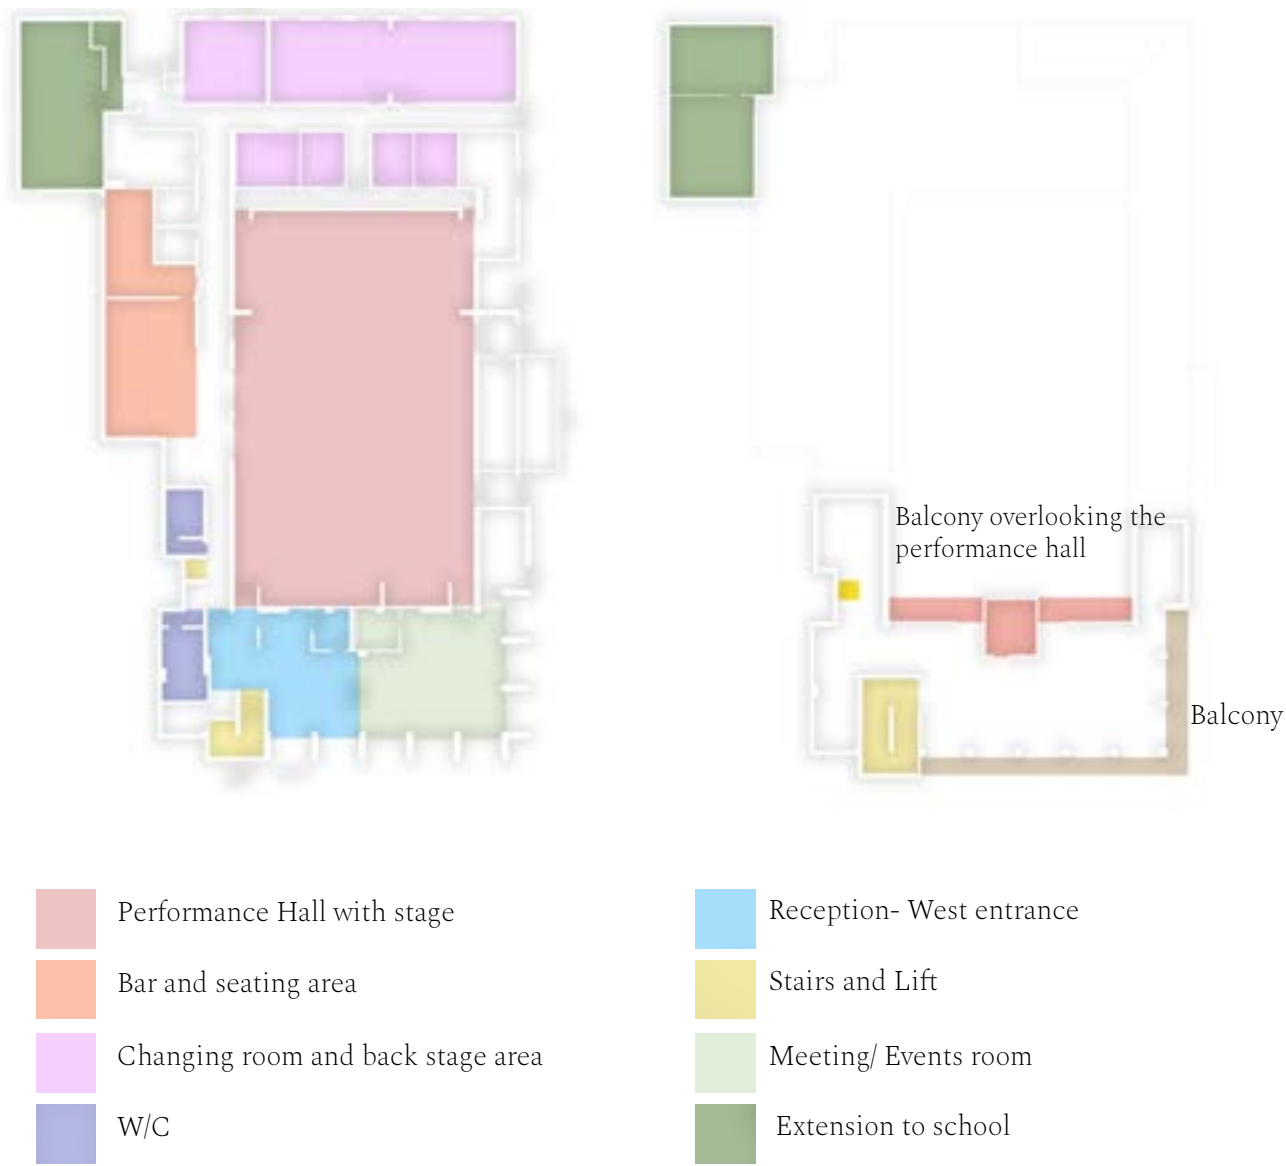 Balcony overlooking the
performance hall
Balcony
Performance Hall with stage
Reception- West entrance
Bar and seating area
Stairs and Lift
Changing room and back stage area
Meeting/ Events room
W/C
Extension to school